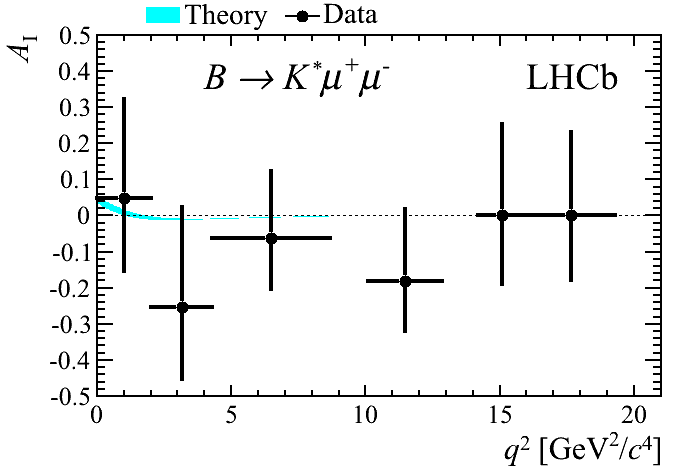 Theory Data
A_I
B → K*μ⁺μ⁻ LHCb
0.5
0.4
0.3
0.2
0.1
0
-0.1
-0.2
-0.3
-0.4
-0.5
0 5 10 15 20
q² [GeV²/c⁴]